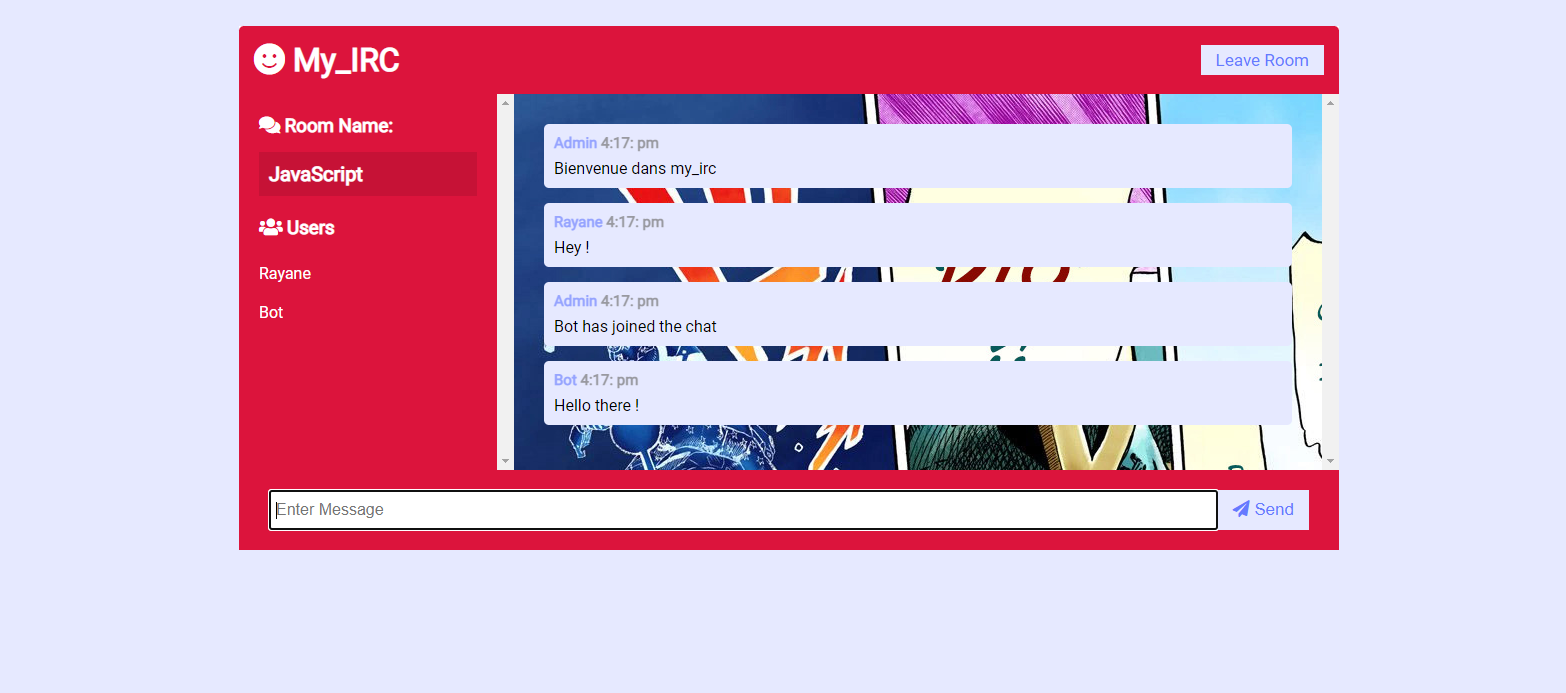 My_IRC
Leave Room
Room Name:
JavaScript
Users
Rayane
Bot
Admin 4:17: pm
Bienvenue dans my_irc
Rayane 4:17: pm
Hey !
Admin 4:17: pm
Bot has joined the chat
Bot 4:17: pm
Hello there !
Enter Message
Send